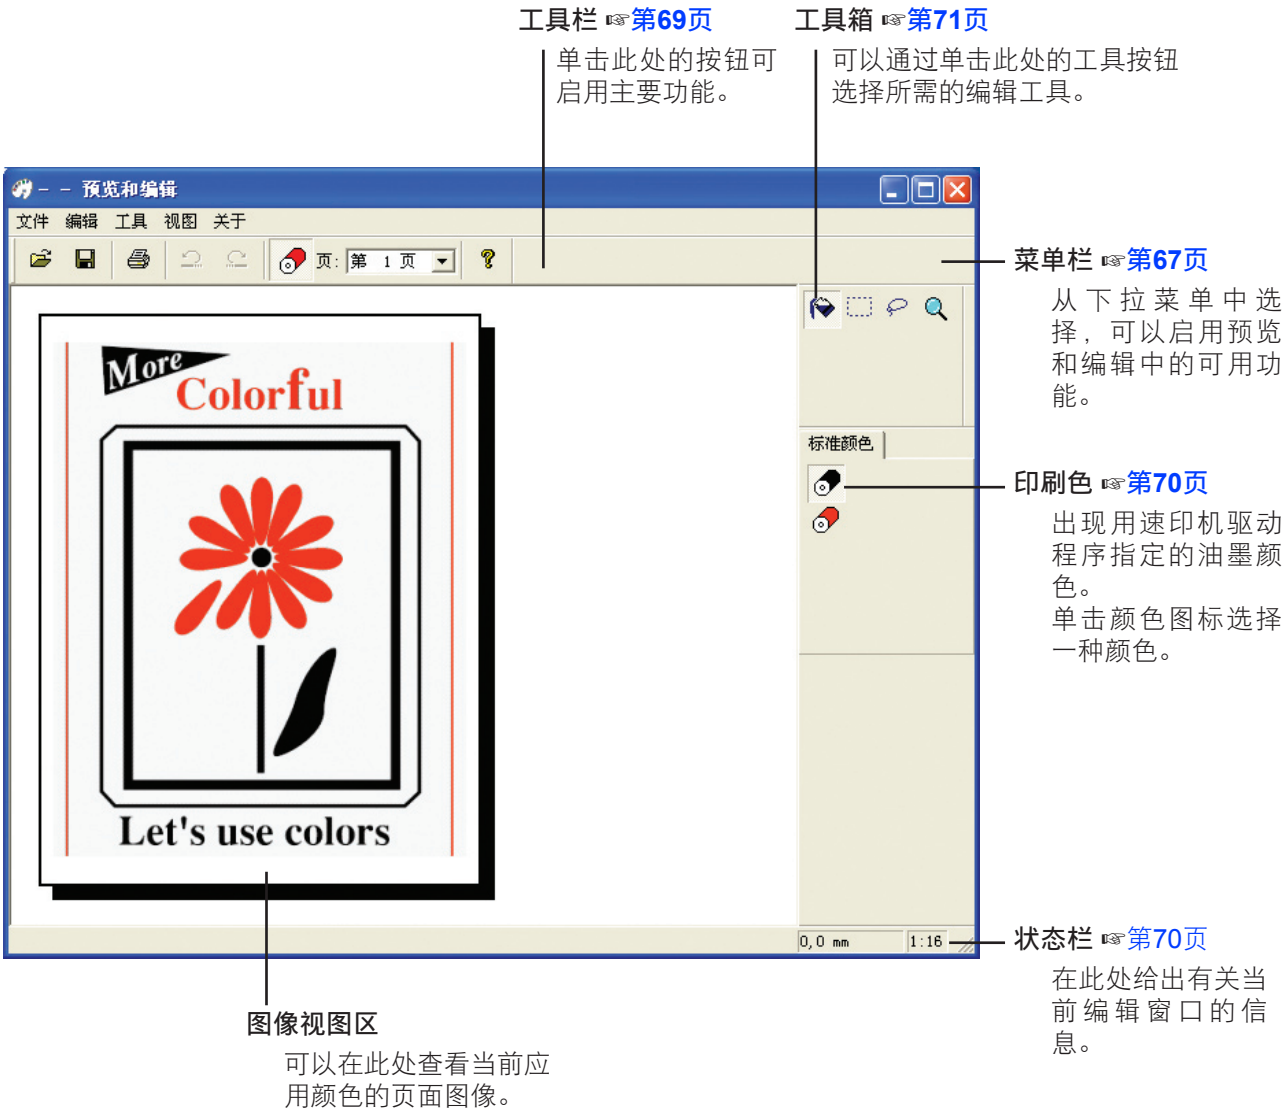 工具栏 ☞第69页
单击此处的按钮可
启用主要功能。
工具箱 ☞第71页
可以通过单击此处的工具按钮
选择所需的编辑工具。
- - 预览和编辑
文件 编辑 工具 视图 关于
页: 第 1 页
菜单栏 ☞第67页
从下拉菜单中选
择，可以启用预览
和编辑中的可用功
能。
More
Colorful
Let's use colors
标准颜色
印刷色 ☞第70页
出现用速印机驱动
程序指定的油墨颜
色。
单击颜色图标选择
一种颜色。
0,0 mm
1:16
状态栏 ☞第70页
在此处给出有关当
前编辑窗口的信
息。
图像视图区
可以在此处查看当前应
用颜色的页面图像。